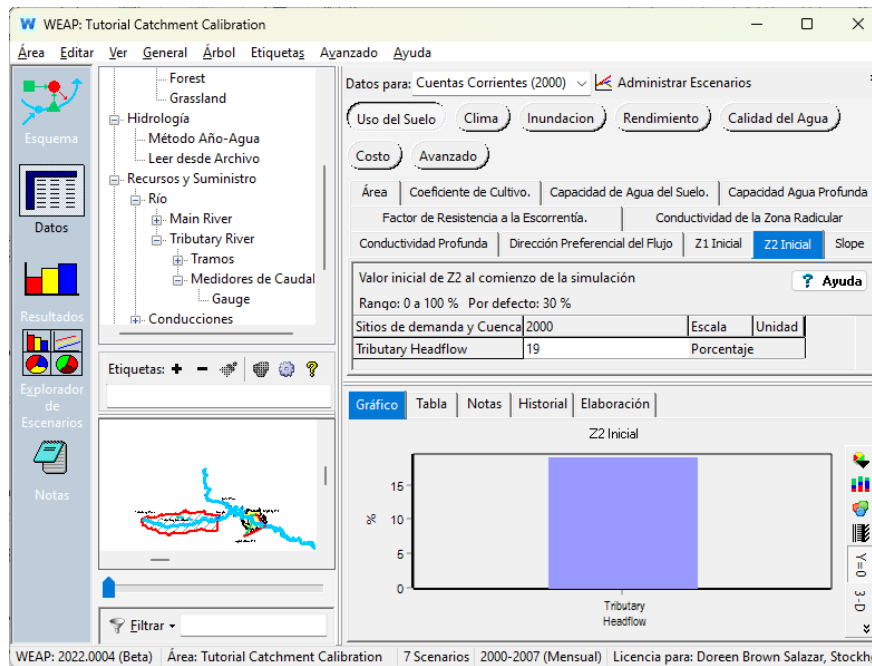 WEAP: Tutorial Catchment Calibration
Área Editar Ver General Árbol Etiquetas Avanzado Ayuda
Esquema
Datos
Resultados
Explorador
de
Escenarios
Notas
Forest
Grassland
Hidrología
Método Año-Agua
Leer desde Archivo
Recursos y Suministro
Río
Main River
Tributary River
Tramos
Medidores de Caudal
Gauge
Conducciones
Etiquetas:
Filtrar
Datos para: Cuentas Corrientes (2000) Administrar Escenarios
Uso del Suelo Clima Inundacion Rendimiento Calidad del Agua
Costo Avanzado
Área Coeficiente de Cultivo. Capacidad de Agua del Suelo. Capacidad Agua Profunda
Factor de Resistencia a la Escorrentía. Conductividad de la Zona Radicular
Conductividad Profunda Dirección Preferencial del Flujo Z1 Inicial Z2 Inicial Slope
Valor inicial de Z2 al comienzo de la simulación
? Ayuda
Rango: 0 a 100 % Por defecto: 30 %
Sitios de demanda y Cuenca 2000 Escala Unidad
Tributary Headflow 19 Porcentaje
Gráfico Tabla Notas Historial Elaboración
Z2 Inicial
%
15
10
5
0
Tributary
Headflow
Y=0
3-D
WEAP: 2022.0004 (Beta) Área: Tutorial Catchment Calibration 7 Scenarios 2000-2007 (Mensual) Licencia para: Doreen Brown Salazar, Stockh